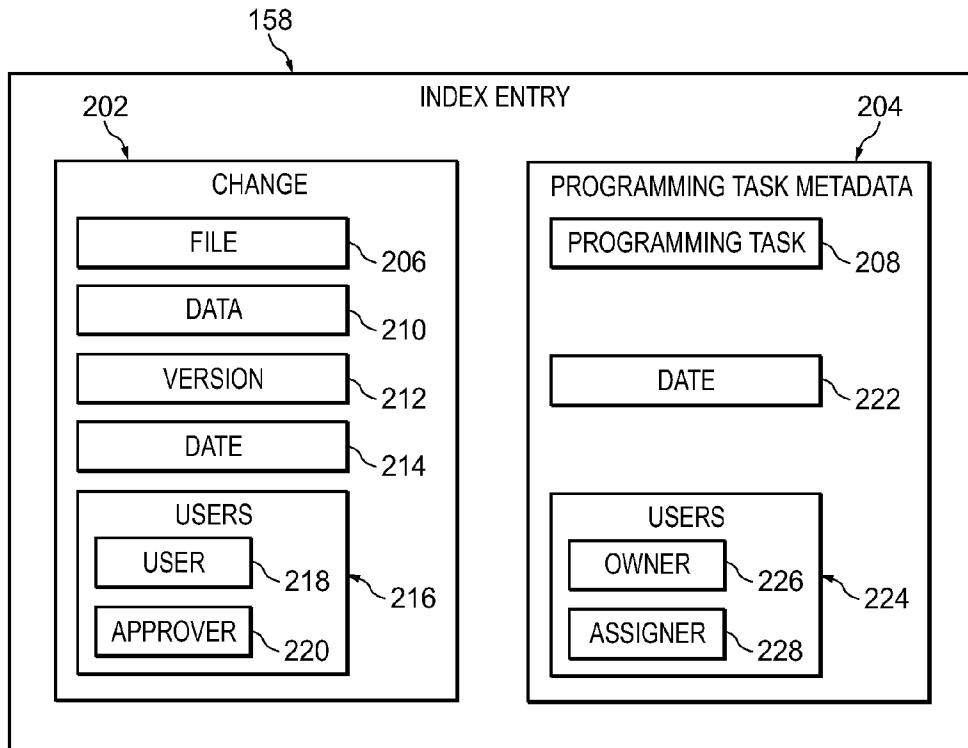 158
INDEX ENTRY
202
204
CHANGE
PROGRAMMING TASK METADATA
FILE
206
PROGRAMMING TASK
208
DATA
210
VERSION
212
DATE
222
DATE
214
USERS
USERS
USER
218
216
OWNER
226
224
APPROVER
220
ASSIGNER
228